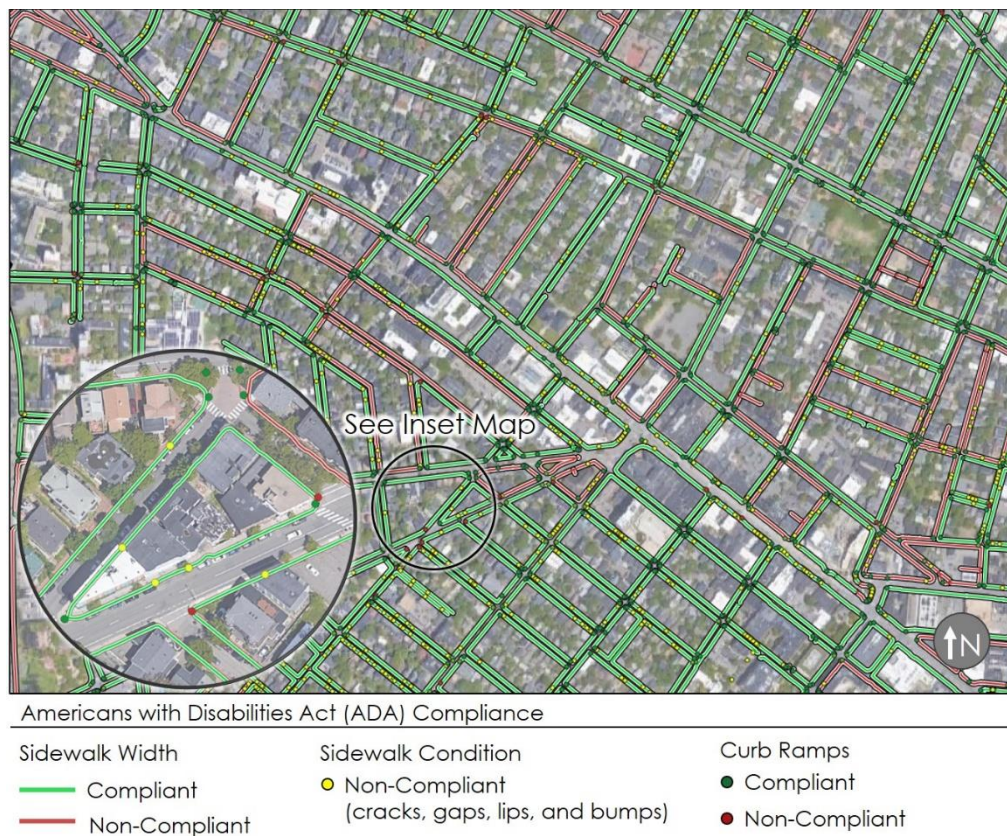 See Inset Map
N
Americans with Disabilities Act (ADA) Compliance
Sidewalk Width
Compliant
Non-Compliant
Sidewalk Condition
Non-Compliant
(cracks, gaps, lips, and bumps)
Curb Ramps
Compliant
Non-Compliant